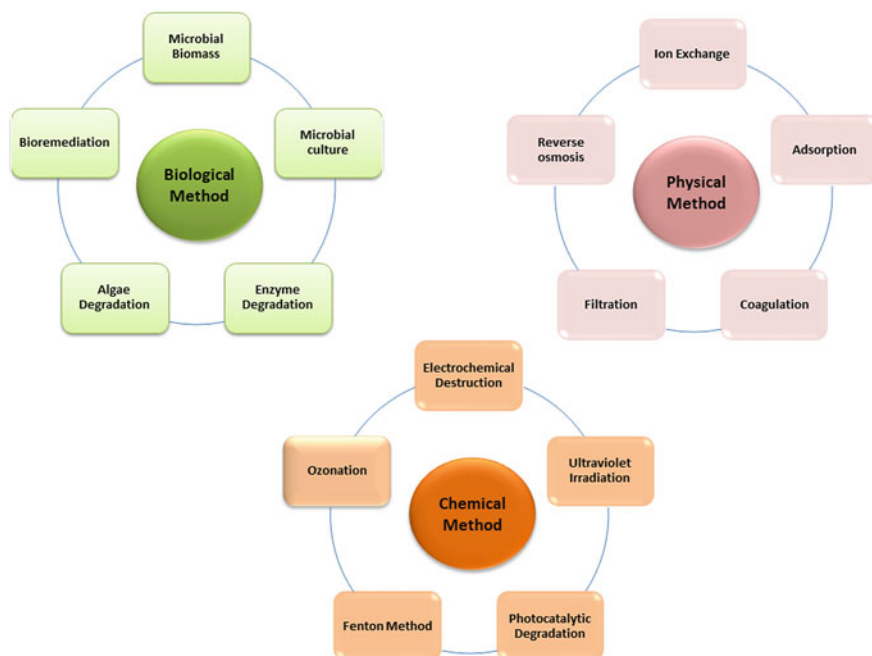 Microbial
Biomass
Bioremediation
Microbial
culture
Biological
Method
Algae
Degradation
Enzyme
Degradation
Ion Exchange
Reverse
osmosis
Adsorption
Physical
Method
Filtration
Coagulation
Electrochemical
Destruction
Ozonation
Ultraviolet
Irradiation
Chemical
Method
Fenton Method
Photocatalytic
Degradation